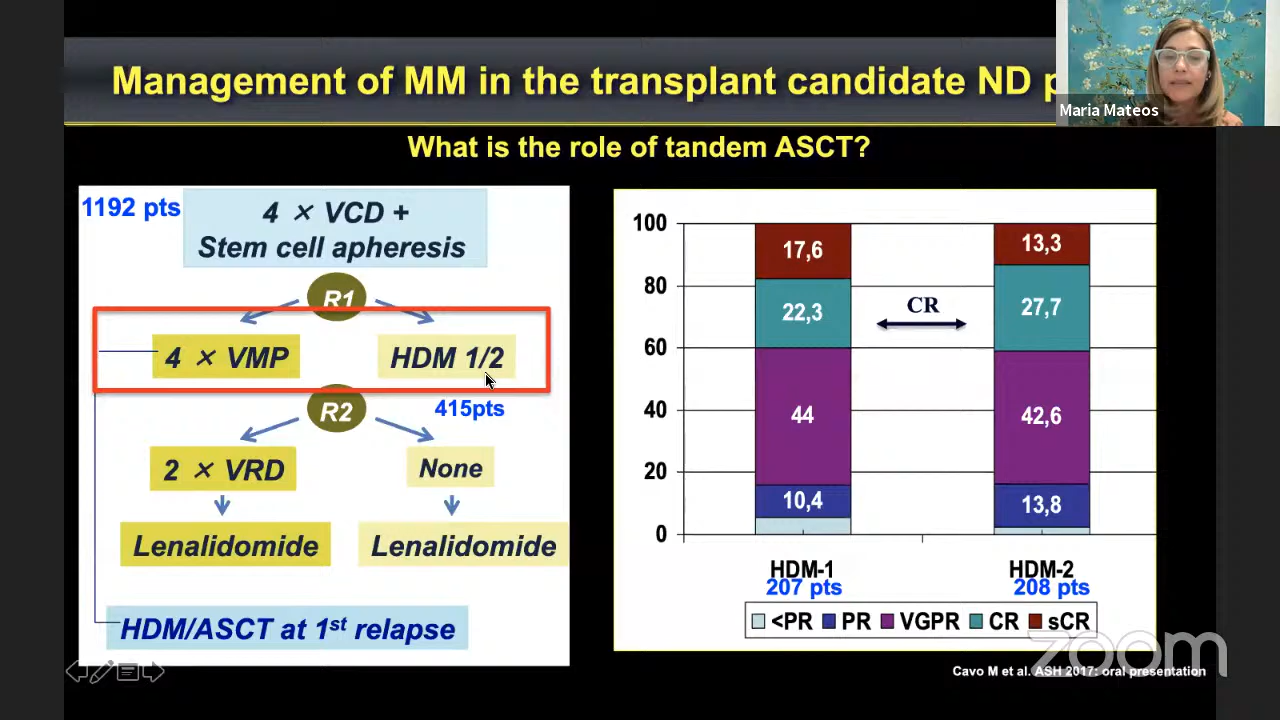 Management of MM in the transplant candidate ND p
Maria Mateos
What is the role of tandem ASCT?
1192 pts
4 × VCD +
Stem cell apheresis
R1
4 × VMP
HDM 1/2
415pts
R2
2 × VRD
None
Lenalidomide
Lenalidomide
HDM/ASCT at 1st relapse
100
80
60
40
20
0
17,6
22,3
44
10,4
CR
13,3
27,7
42,6
13,8
HDM-1
207 pts
HDM-2
208 pts
<PR PR VGPR CR sCR
zoom
Cavo M et al. ASH 2017: oral presentation